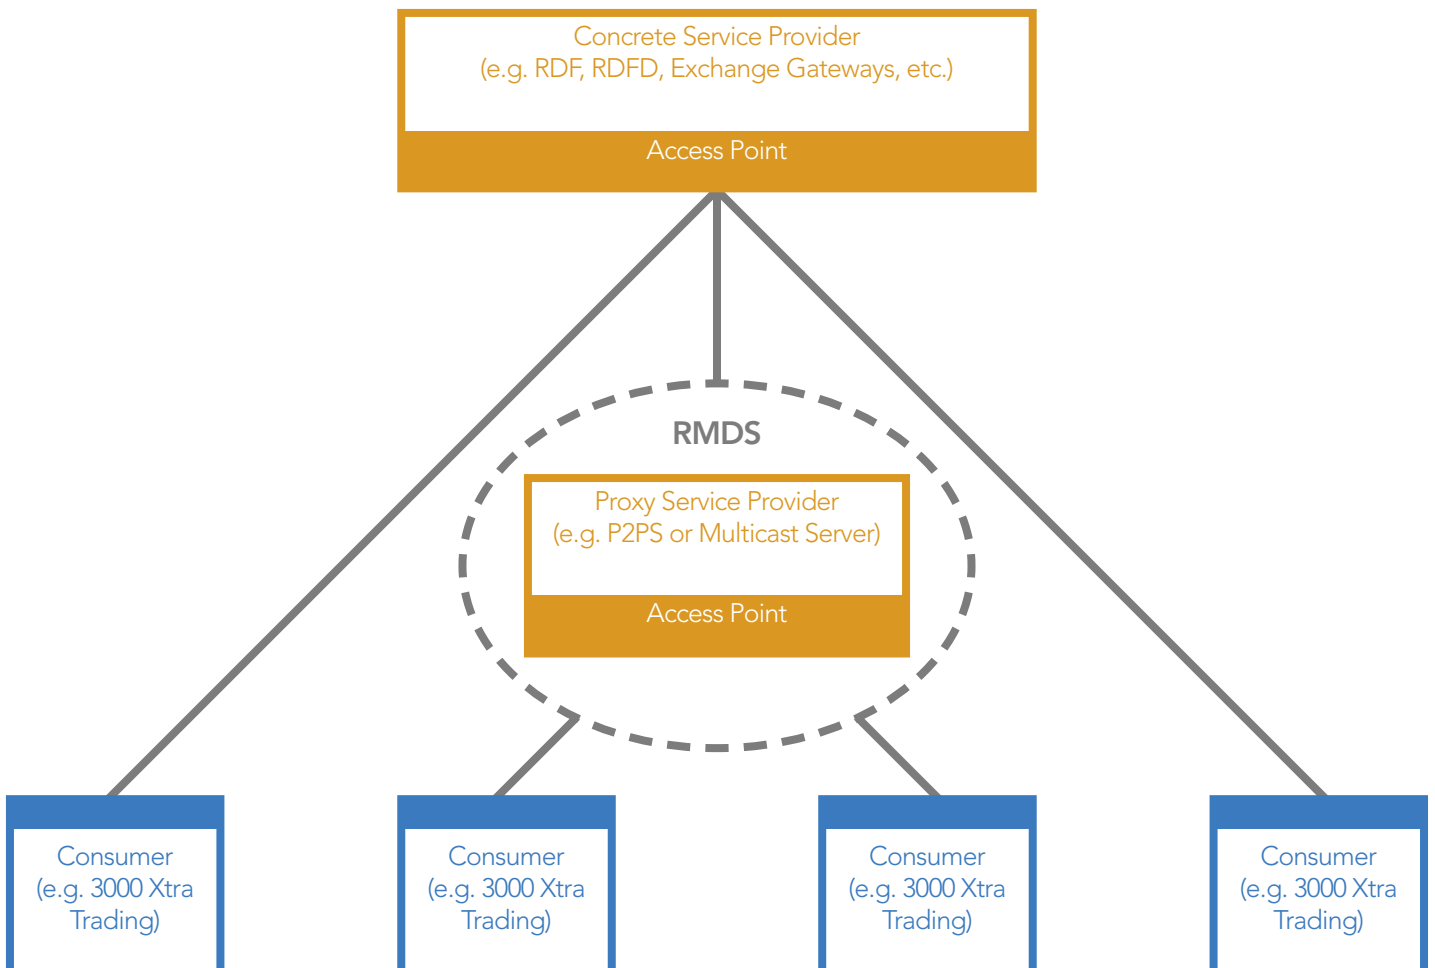 Concrete Service Provider
(e.g. RDF, RDFD, Exchange Gateways, etc.)
Access Point
RMDS
Proxy Service Provider
(e.g. P2PS or Multicast Server)
Access Point
Consumer
(e.g. 3000 Xtra
Trading)
Consumer
(e.g. 3000 Xtra
Trading)
Consumer
(e.g. 3000 Xtra
Trading)
Consumer
(e.g. 3000 Xtra
Trading)